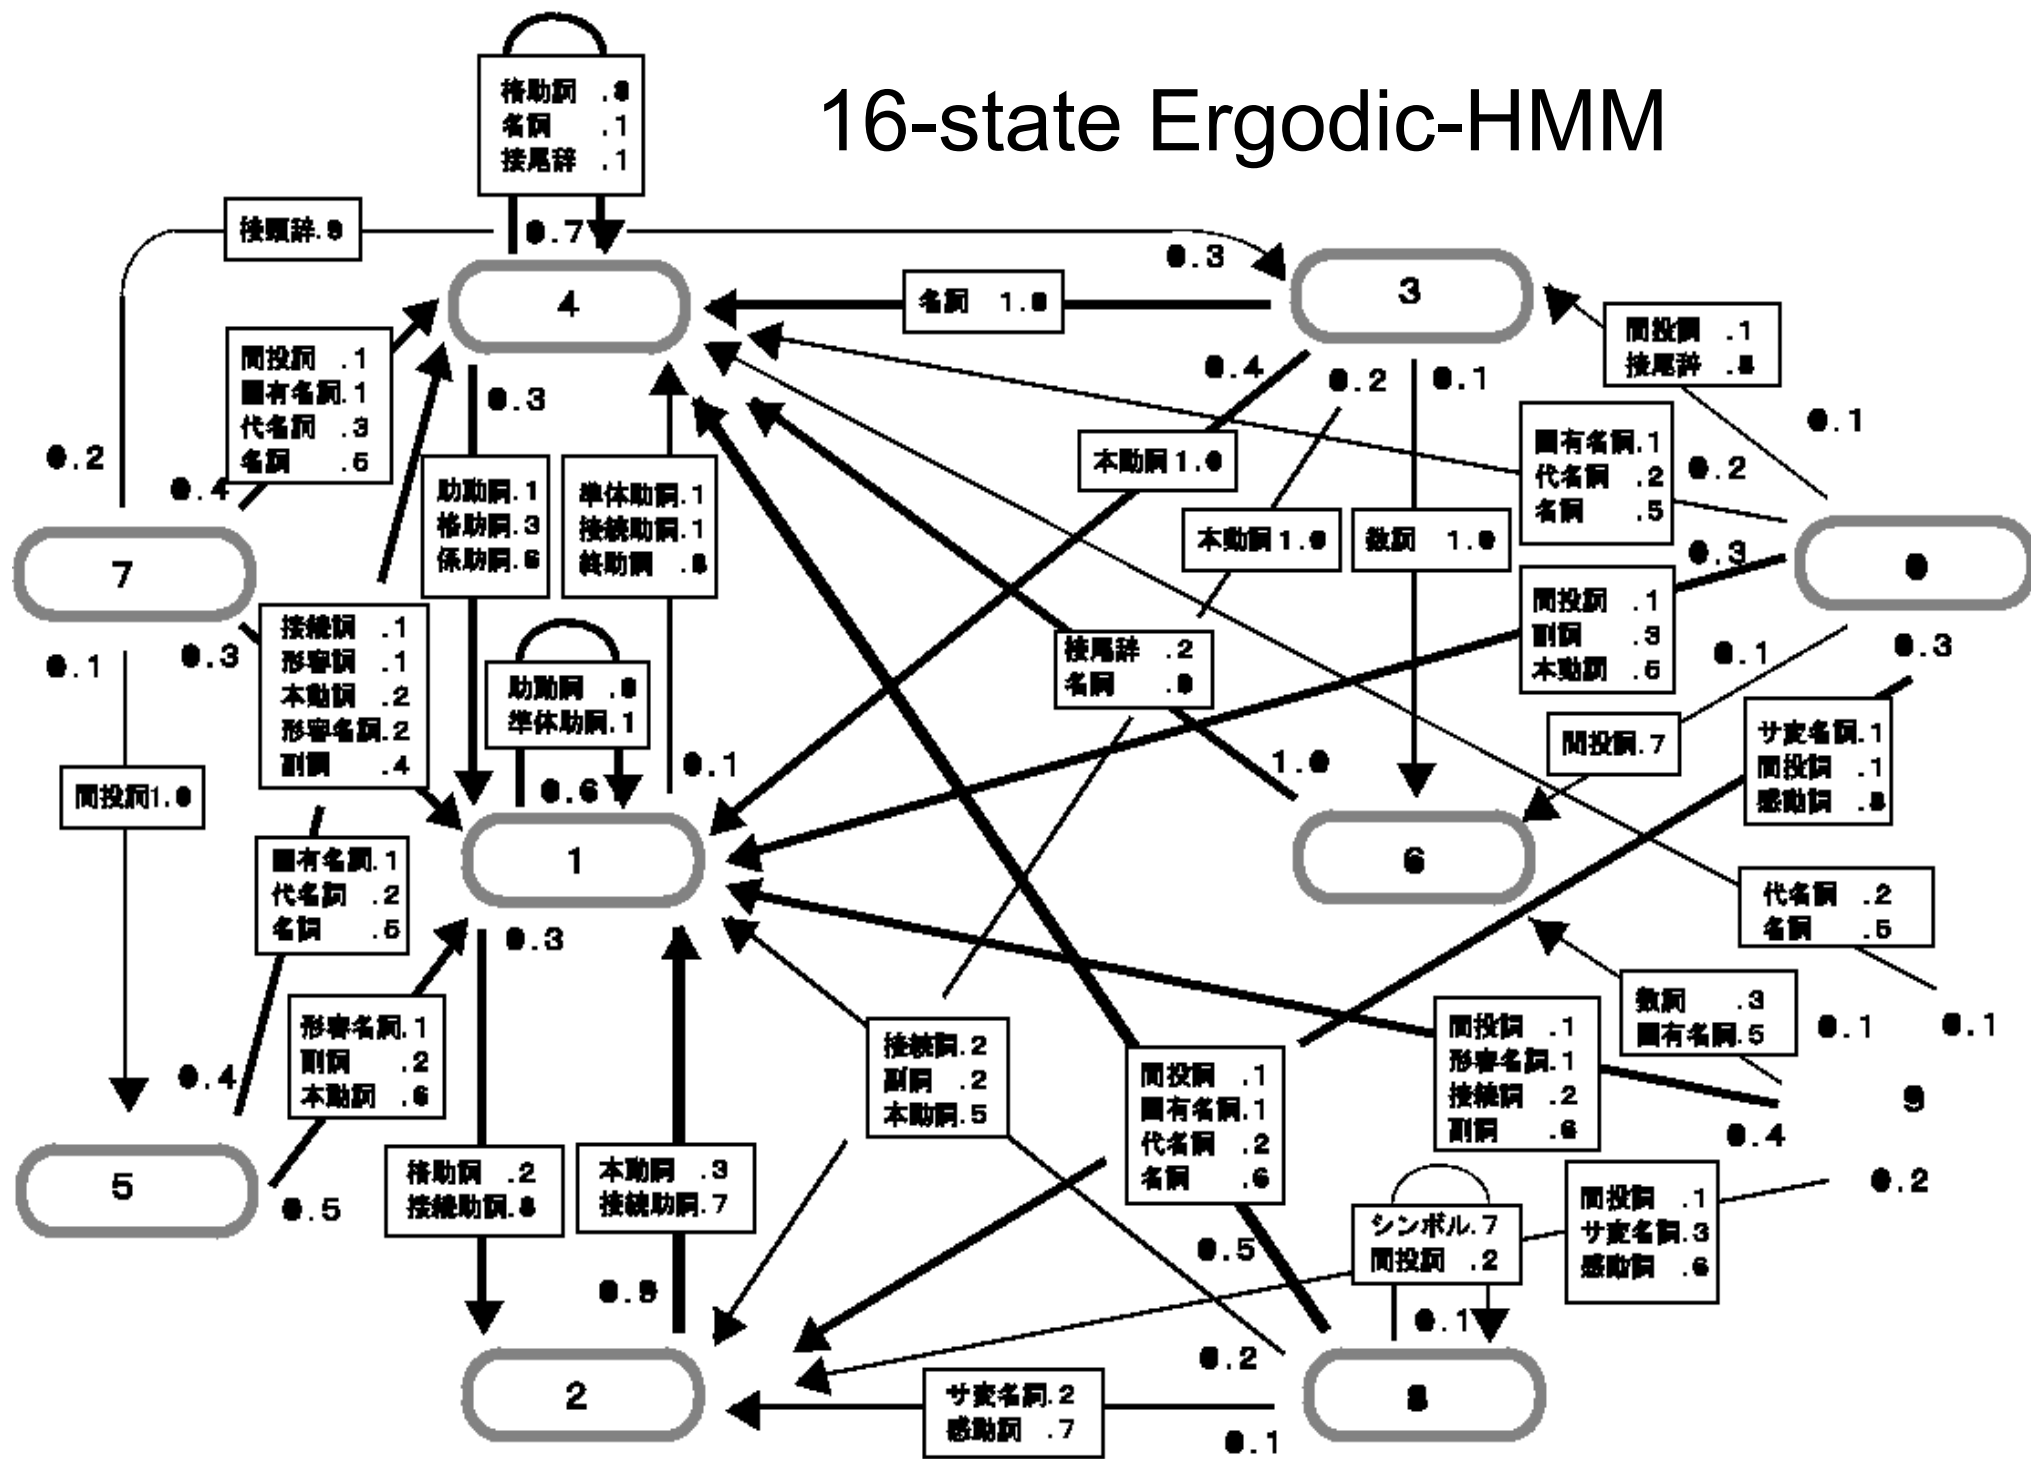 16-state Ergodic-HMM
格助詞 .8
名詞 .1
接尾辞 .1
接頭辞.9
0.7
0.3
4
3
名詞 1.0
間投詞 .1
接尾辞 .8
間投詞 .1
固有名詞.1
代名詞 .3
名詞 .5
0.3
0.4
0.2
0.1
0.1
固有名詞.1
代名詞 .2
名詞 .5
0.2
0.2
0.4
助動詞.1
格助詞.3
係助詞.6
準体助詞.1
接続助詞.1
終助詞 .8
本動詞1.0
本動詞1.0
数詞 1.0
0.3
7
0
間投詞 .1
副詞 .3
本動詞 .6
0.1
0.3
0.1
0.3
接続詞 .1
形容詞 .1
本動詞 .2
形容名詞.2
副詞 .4
助動詞 .9
準体助詞.1
接尾辞 .2
名詞 .8
間投詞.7
サ変名詞.1
間投詞 .1
感動詞 .8
間投詞1.0
0.6
0.1
1.0
1
6
固有名詞.1
代名詞 .2
名詞 .5
代名詞 .2
名詞 .5
0.3
形容名詞.1
副詞 .2
本動詞 .6
接続詞.2
副詞 .2
本動詞.5
間投詞 .1
固有名詞.1
代名詞 .2
名詞 .6
間投詞 .1
形容名詞.1
接続詞 .2
副詞 .6
数詞 .3
固有名詞.5
0.1
0.1
9
0.4
0.4
0.2
5
0.5
格助詞 .2
接続助詞.8
本動詞 .3
接続助詞.7
シンボル.7
間投詞 .2
間投詞 .1
サ変名詞.3
感動詞 .6
0.5
0.9
0.1
0.2
2
サ変名詞.2
感動詞 .7
8
0.1